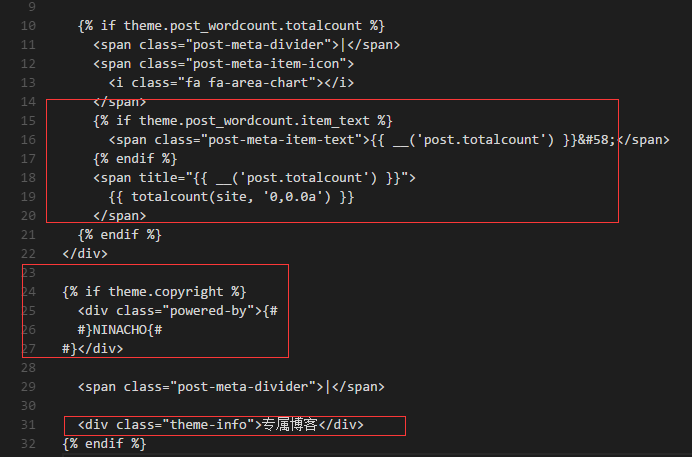 9
10 {% if theme.post_wordcount.totalcount %}
11 <span class="post-meta-divider">|</span>
12 <span class="post-meta-item-icon">
13 <i class="fa fa-area-chart"></i>
14 </span>
15 {% if theme.post_wordcount.item_text %}
16 <span class="post-meta-item-text">{{ __('post.totalcount') }}&#58;</span>
17 {% endif %}
18 <span title="{{ __('post.totalcount') }}">
19 {{ totalcount(site, '0,0.0a') }}
20 </span>
21 {% endif %}
22 </div>
23
24 {% if theme.copyright %}
25 <div class="powered-by">{#
26 #}NINACHO{#
27 #}</div>
28
29 <span class="post-meta-divider">|</span>
30
31 <div class="theme-info">专属博客</div>
32 {% endif %}